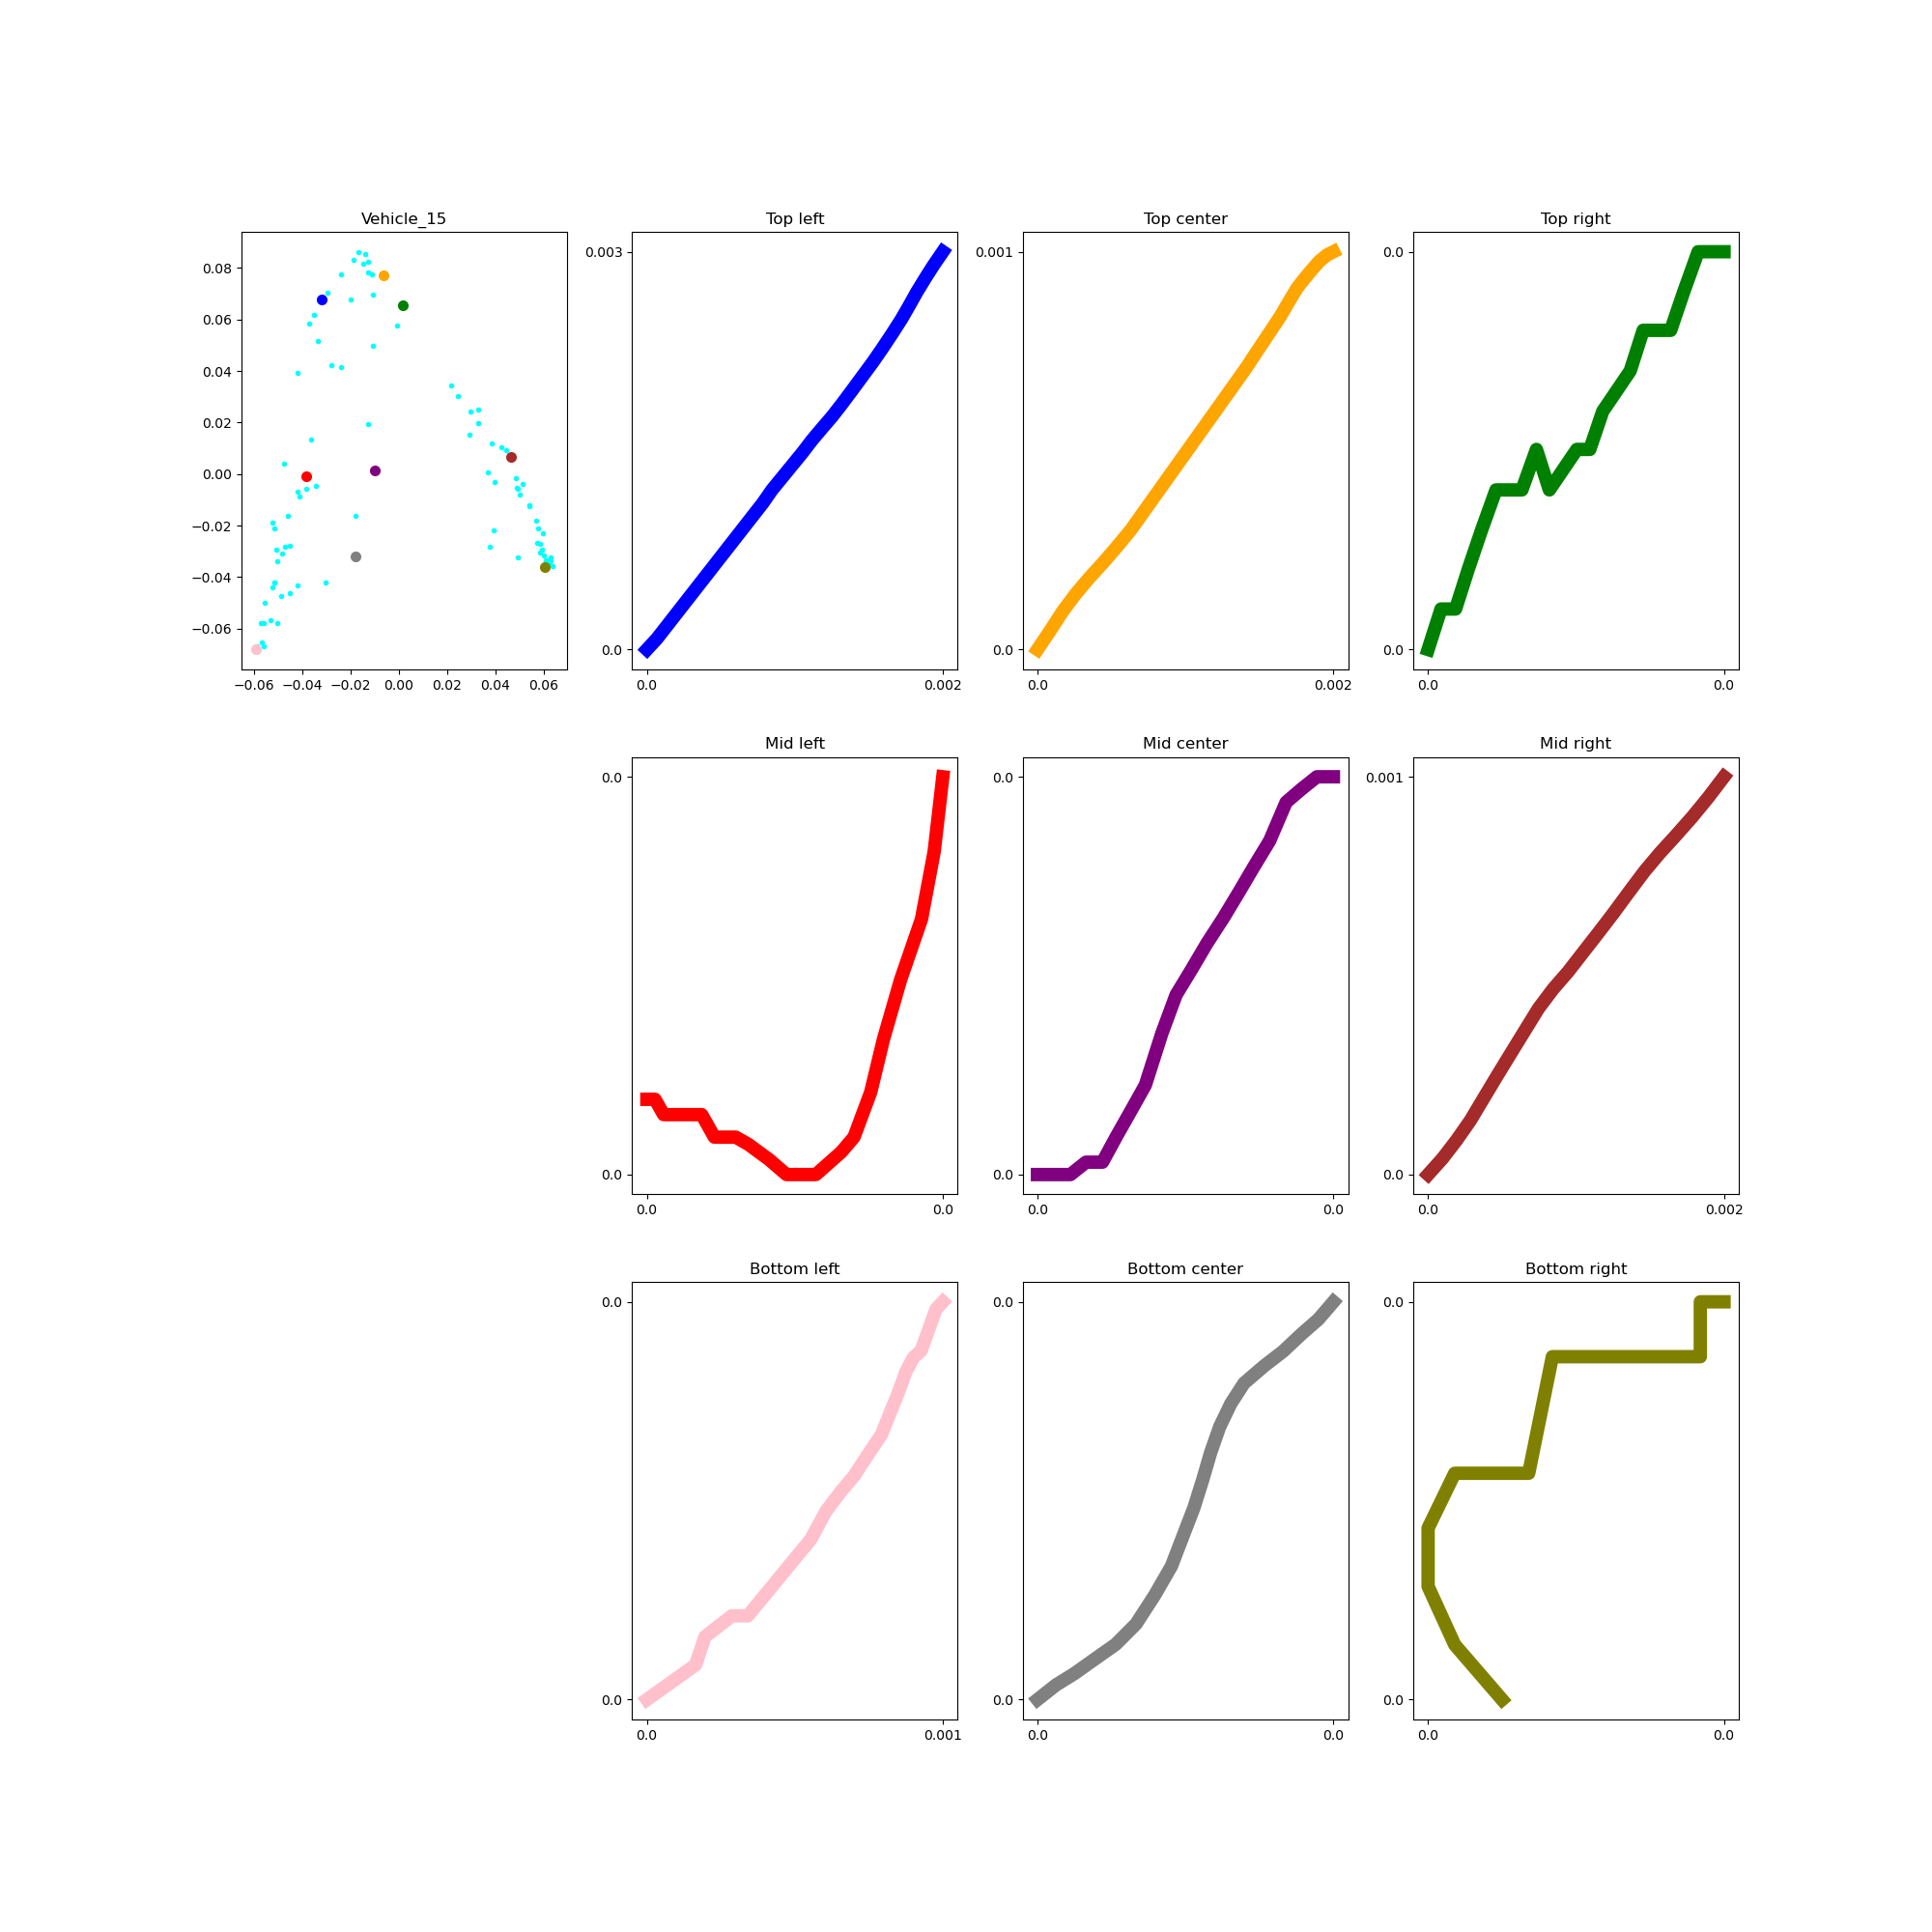 Vehicle_15 Top left Top center Top right
0.08 0.003 0.001 0.0
0.06
0.04
0.02
0.00
−0.02
−0.04
−0.06 0.0 0.0 0.0
−0.06 −0.04 −0.02 0.00 0.02 0.04 0.06 0.0 0.002 0.0 0.002 0.0 0.0
Mid left Mid center Mid right
0.0 0.0 0.001
0.0 0.0 0.0
0.0 0.0 0.0 0.0 0.0 0.002
Bottom left Bottom center Bottom right
0.0 0.0 0.0
0.0 0.0 0.0
0.0 0.001 0.0 0.0 0.0 0.0